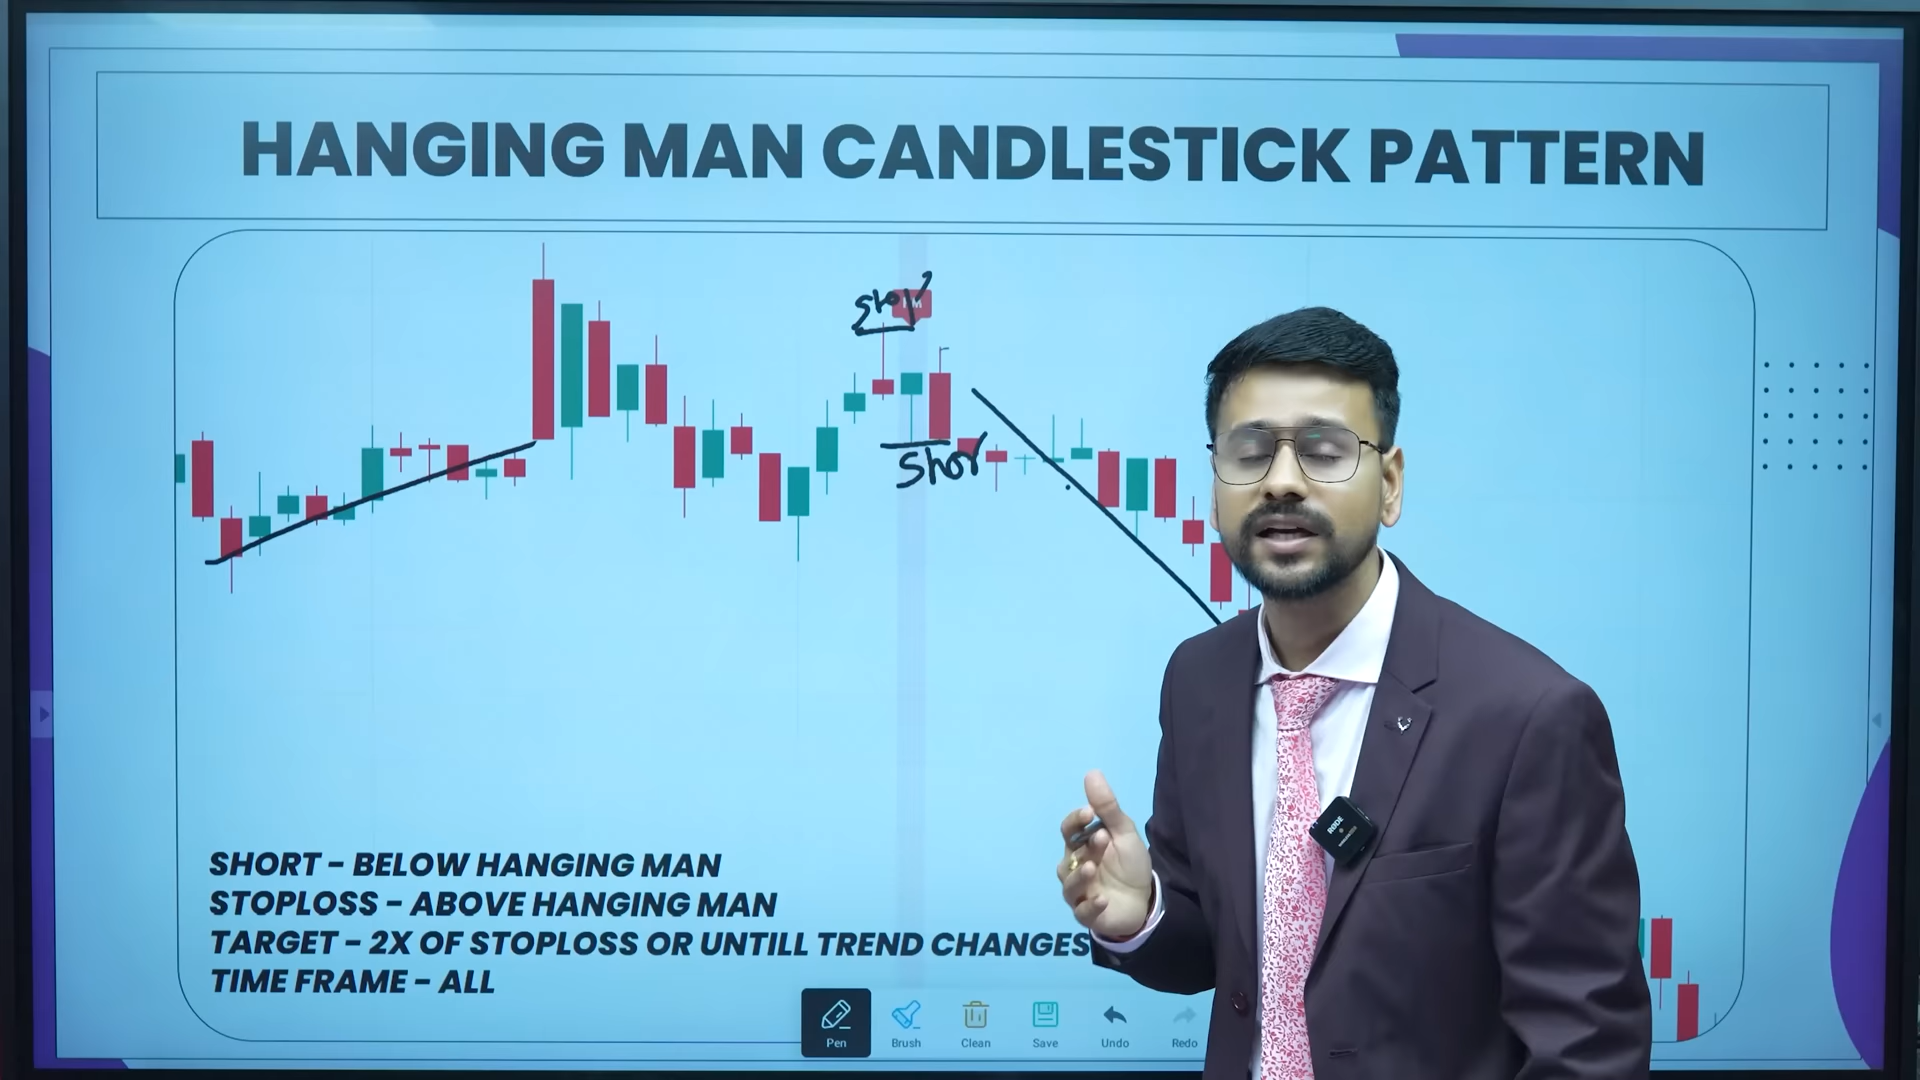 HANGING MAN CANDLESTICK PATTERN
Shor
SHORT - BELOW HANGING MAN
STOPLOSS - ABOVE HANGING MAN
TARGET - 2X OF STOPLOSS OR UNTILL TREND CHANGES
TIME FRAME - ALL
Pen Brush Clean Save Undo Redo
RØDE